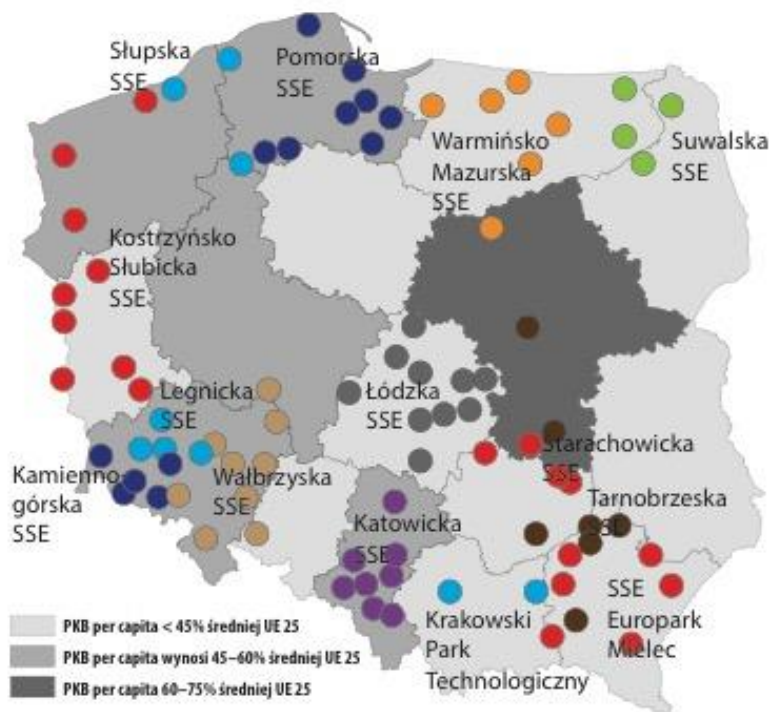 Słupska
SSE
Pomorska
SSE
Warmińsko
Mazurska
SSE
Suwalska
SSE
Kostrzyńsko
Słubicka
SSE
Legnicka
SSE
Łódzka
SSE
Starachowicka
SSE
Kamienno
górska
SSE
Wałbrzyska
SSE
Katowicka
SSE
Tarnobrzeska
SSE
SSE
Europark
Mielec
Krakowski
Park
Technologiczny
PKB per capita < 45% średniej UE 25
PKB per capita wynosi 45–60% średniej UE 25
PKB per capita 60–75% średniej UE 25